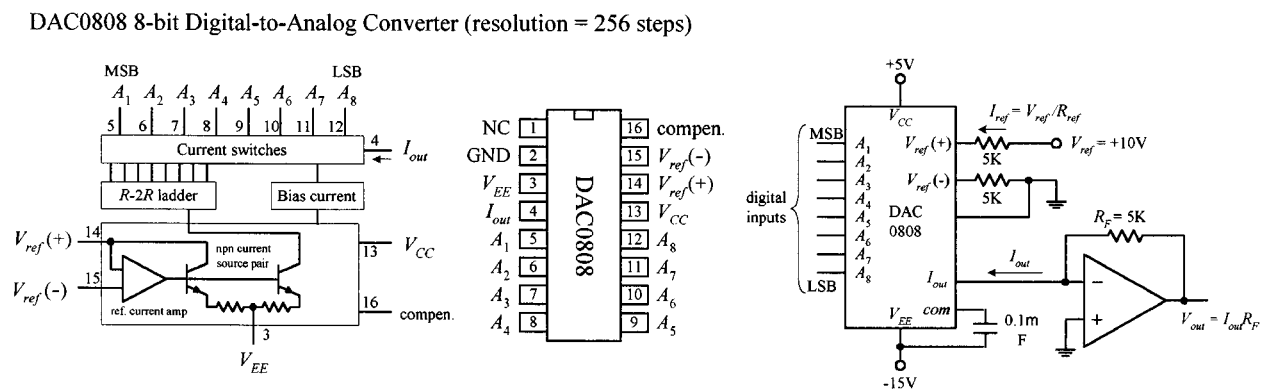 DAC0808 8-bit Digital-to-Analog Converter (resolution = 256 steps)
MSB LSB
A1 A2 A3 A4 A5 A6 A7 A8
5 6 7 8 9 10 11 12
4
Current switches
Iout
R-2R ladder
Bias current
Vref(+)
14
npn current
source pair
13
VCC
15
Vref(-)
ref. current amp
16
compen.
3
VEE
NC 1 16 compen.
GND 2 15 Vref(-)
VEE 3 14 Vref(+)
Iout 4 13 VCC
A1 5 12 A8
A2 6 11 A7
A3 7 10 A6
A4 8 9 A5
DAC0808
+5V
VCC
Iref = Vref/Rref
MSB
A1
A2
A3
A4
A5
A6
A7
A8
LSB
digital
inputs
Vref(+)
5K
Vref = +10V
Vref(-)
5K
DAC
0808
RF = 5K
Iout
Iout
−
+
Vout = IoutRF
VEE
com
0.1m
F
-15V